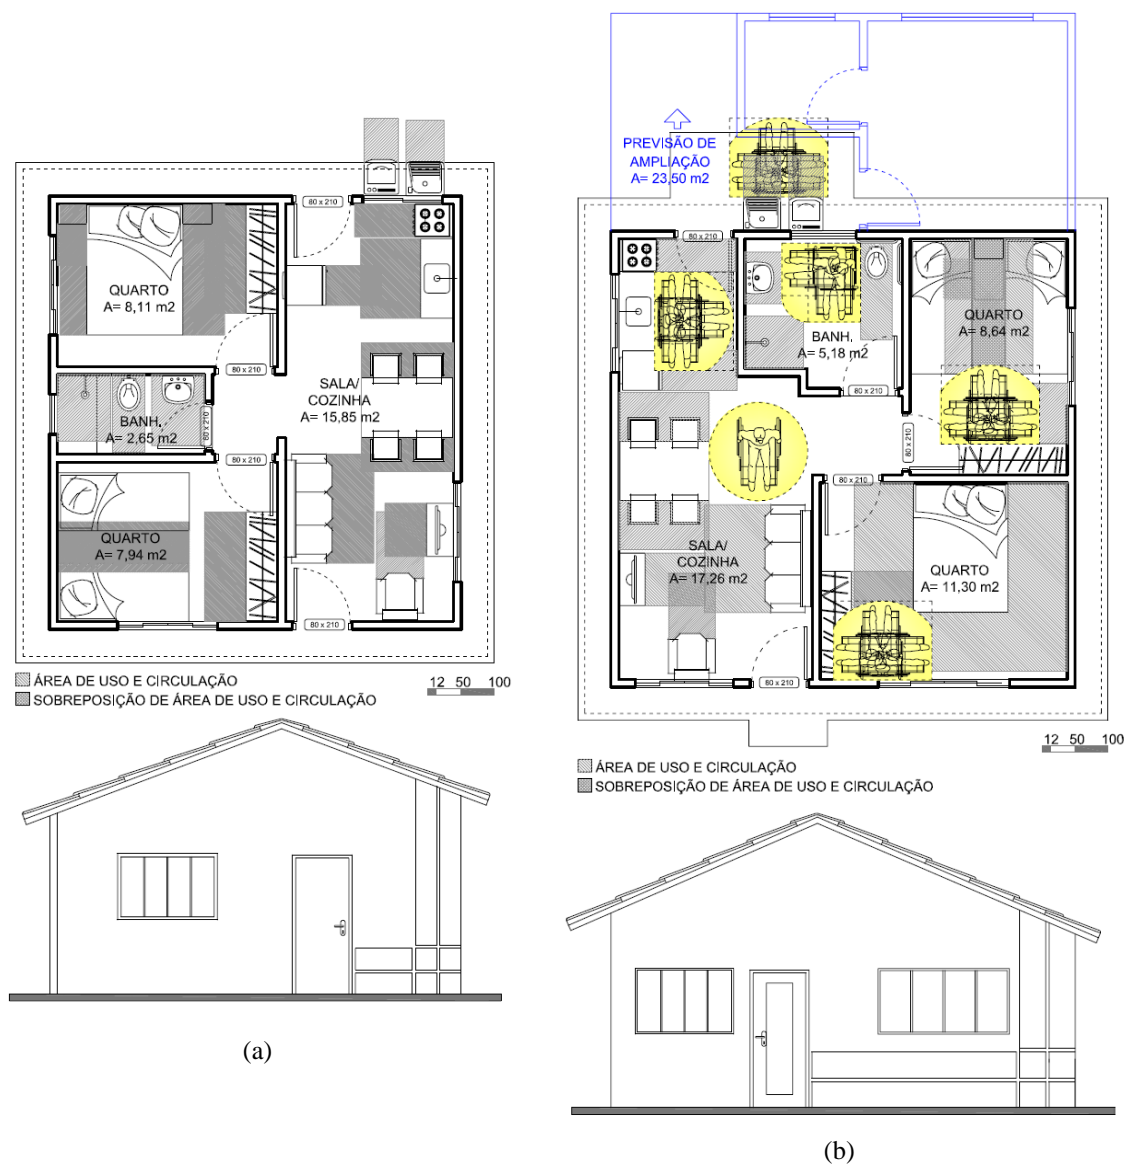 80 x 210
QUARTO
A= 8,11 m2
80 x 210
SALA/
COZINHA
A= 15,85 m2
BANH.
A= 2,65 m2
80 x 210
80 x 210
QUARTO
A= 7,94 m2
80 x 210
ÁREA DE USO E CIRCULAÇÃO
SOBREPOSIÇÃO DE ÁREA DE USO E CIRCULAÇÃO
12 50 100
(a)
PREVISÃO DE
AMPLIAÇÃO
A= 23,50 m2
80 x 210
QUARTO
A= 8,64 m2
BANH.
A= 5,18 m2
80 x 210
80 x 210
80 x 210
SALA/
COZINHA
A= 17,26 m2
QUARTO
A= 11,30 m2
80 x 210
12 50 100
ÁREA DE USO E CIRCULAÇÃO
SOBREPOSIÇÃO DE ÁREA DE USO E CIRCULAÇÃO
(b)